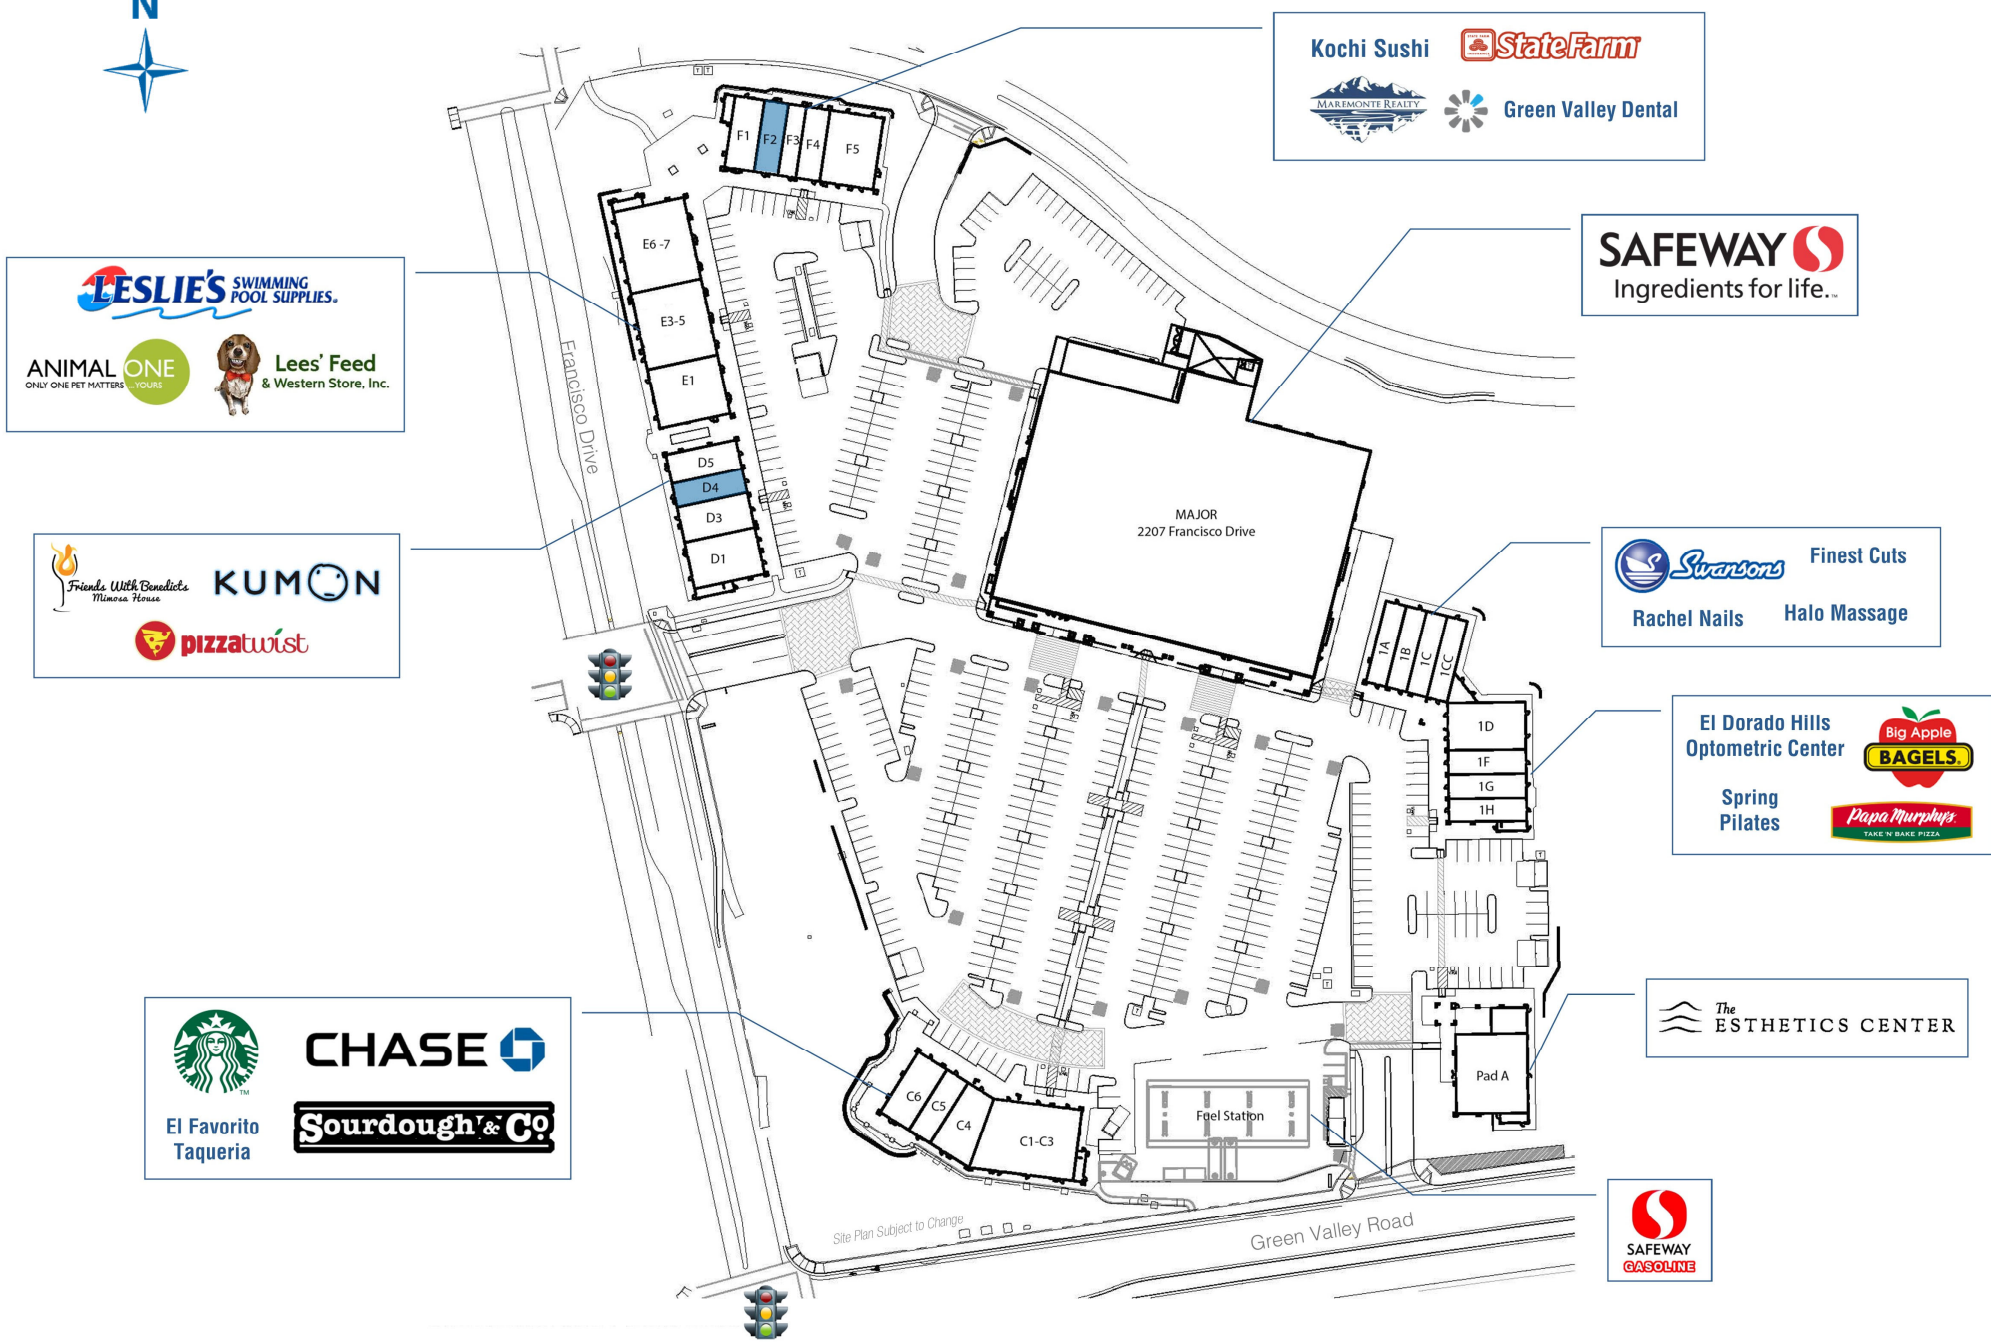 N
Kochi Sushi
StateFarm
MAREMONTE REALTY
Green Valley Dental
SAFEWAY
Ingredients for life.™
F1
F2
F3
F4
F5
E6 -7
E3-5
E1
LESLIE'S SWIMMING
POOL SUPPLIES.
ANIMAL ONE
ONLY ONE PET MATTERS ...YOURS
Lees' Feed
& Western Store, Inc.
Francisco Drive
D5
D4
D3
D1
MAJOR
2207 Francisco Drive
Friends With Benedicts
Mimosa House
KUMON
pizzatwist
Swansons
Finest Cuts
Rachel Nails
Halo Massage
1A
1B
1C
1CC
1D
1F
1G
1H
El Dorado Hills
Optometric Center
Big Apple
BAGELS.
Spring
Pilates
Papa Murphy's
TAKE 'N' BAKE PIZZA
The
ESTHETICS CENTER
Pad A
CHASE
El Favorito
Taqueria
Sourdough & Co
C6
C5
C4
C1-C3
Fuel Station
Site Plan Subject to Change
Green Valley Road
SAFEWAY
GASOLINE